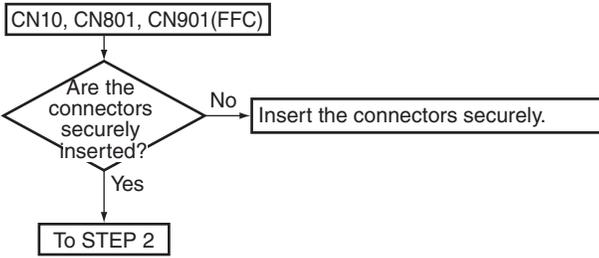 CN10, CN801, CN901(FFC)
Are the
connectors
securely
inserted?
No
Insert the connectors securely.
Yes
To STEP 2